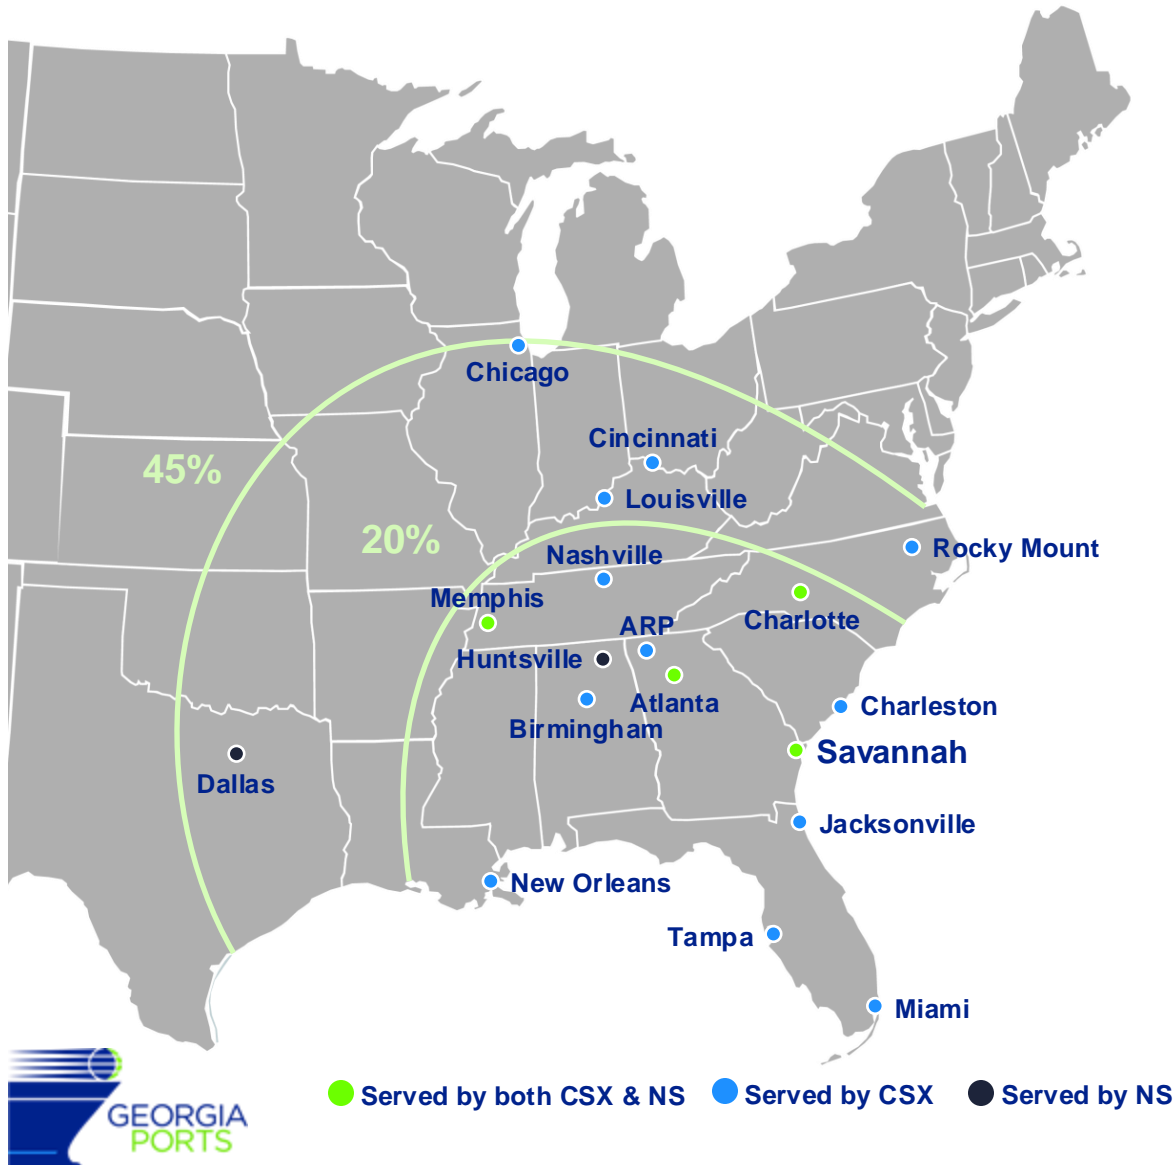 Chicago
Cincinnati
45%
Louisville
20%
Nashville
Rocky Mount
Memphis
Charlotte
ARP
Huntsville
Atlanta
Charleston
Birmingham
Savannah
Dallas
Jacksonville
New Orleans
Tampa
Miami
Served by both CSX & NS
Served by CSX
Served by NS
GEORGIA
PORTS